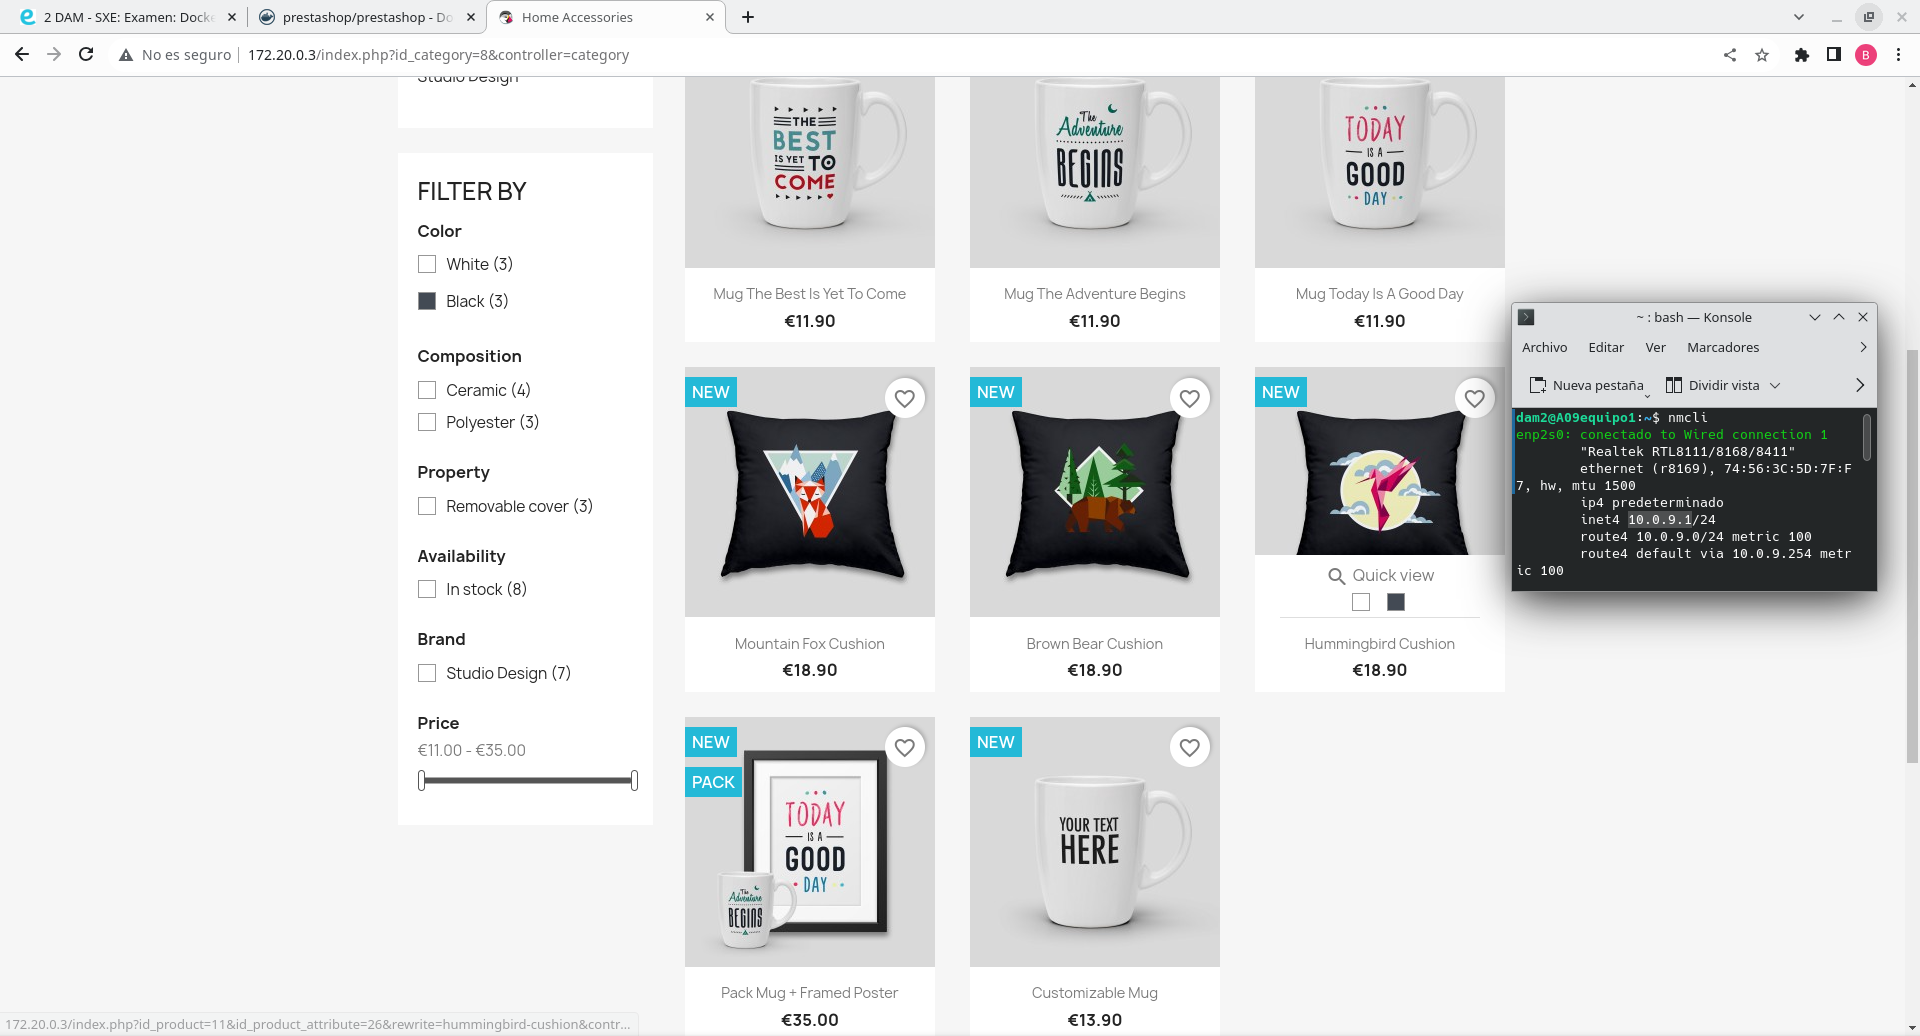 2 DAM - SXE: Examen: Docke
prestashop/prestashop - Do
Home Accessories
No es seguro
172.20.0.3/index.php?id_category=8&controller=category
B
Studio Design
FILTER BY
Color
White (3)
Black (3)
Composition
Ceramic (4)
Polyester (3)
Property
Removable cover (3)
Availability
In stock (8)
Brand
Studio Design (7)
Price
€11.00 - €35.00
THE
BEST
IS YET TO
COME
Mug The Best Is Yet To Come
€11.90
The
Adventure
BEGINS
Mug The Adventure Begins
€11.90
TODAY
IS A
GOOD
DAY
Mug Today Is A Good Day
€11.90
NEW
Mountain Fox Cushion
€18.90
NEW
Brown Bear Cushion
€18.90
NEW
Quick view
Hummingbird Cushion
€18.90
NEW
PACK
TODAY
IS A
GOOD
DAY
The
Adventure
BEGINS
Pack Mug + Framed Poster
€35.00
NEW
YOUR TEXT
HERE
Customizable Mug
€13.90
~ : bash — Konsole
Archivo Editar Ver Marcadores
Nueva pestaña Dividir vista
dam2@A09equipo1:~$ nmcli
enp2s0: conectado to Wired connection 1
"Realtek RTL8111/8168/8411"
ethernet (r8169), 74:56:3C:5D:7F:F
7, hw, mtu 1500
ip4 predeterminado
inet4 10.0.9.1/24
route4 10.0.9.0/24 metric 100
route4 default via 10.0.9.254 metr
ic 100
172.20.0.3/index.php?id_product=11&id_product_attribute=26&rewrite=hummingbird-cushion&contr...